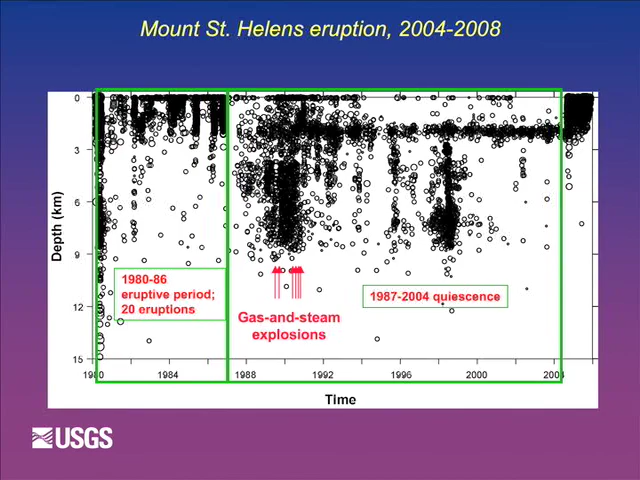 Mount St. Helens eruption, 2004-2008
0
3
6
9
12
15
Depth (km)
1980-86
eruptive period;
20 eruptions
Gas-and-steam
explosions
1987-2004 quiescence
1980 1984 1988 1992 1996 2000 2004
Time
USGS